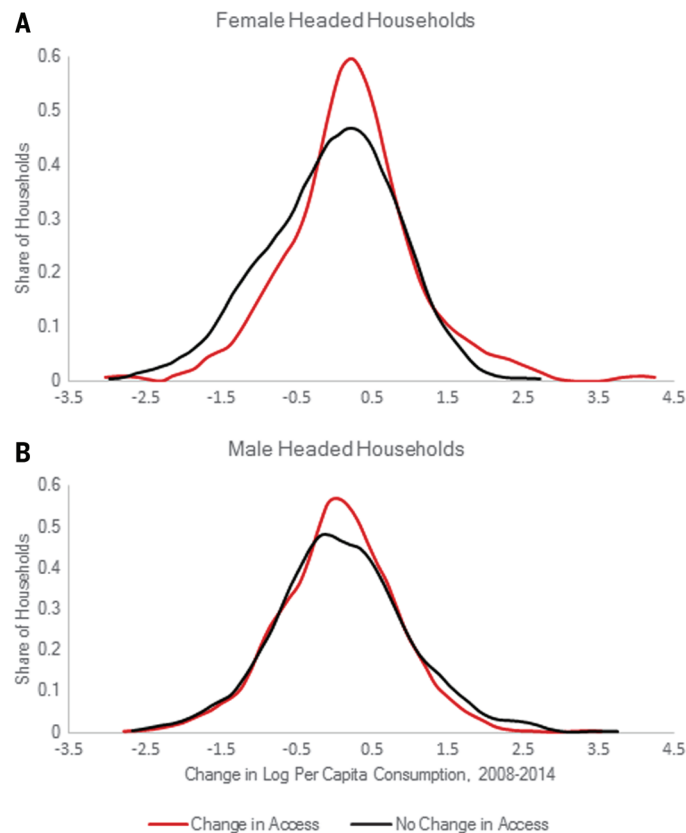 A
Female Headed Households
Share of Households
0.6
0.5
0.4
0.3
0.2
0.1
0
-3.5 -2.5 -1.5 -0.5 0.5 1.5 2.5 3.5 4.5
B
Male Headed Households
Share of Households
0.6
0.5
0.4
0.3
0.2
0.1
0
-3.5 -2.5 -1.5 -0.5 0.5 1.5 2.5 3.5 4.5
Change in Log Per Capita Consumption, 2008-2014
Change in Access No Change in Access